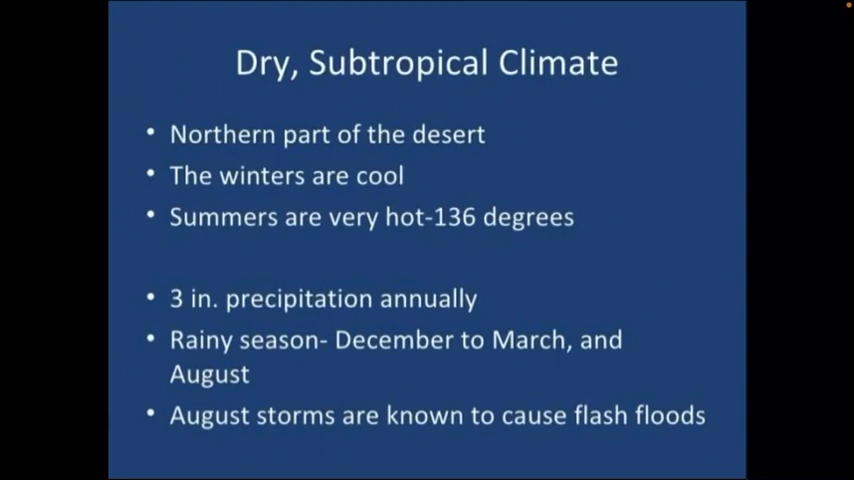 Dry, Subtropical Climate
• Northern part of the desert
• The winters are cool
• Summers are very hot-136 degrees
• 3 in. precipitation annually
• Rainy season- December to March, and
August
• August storms are known to cause flash floods